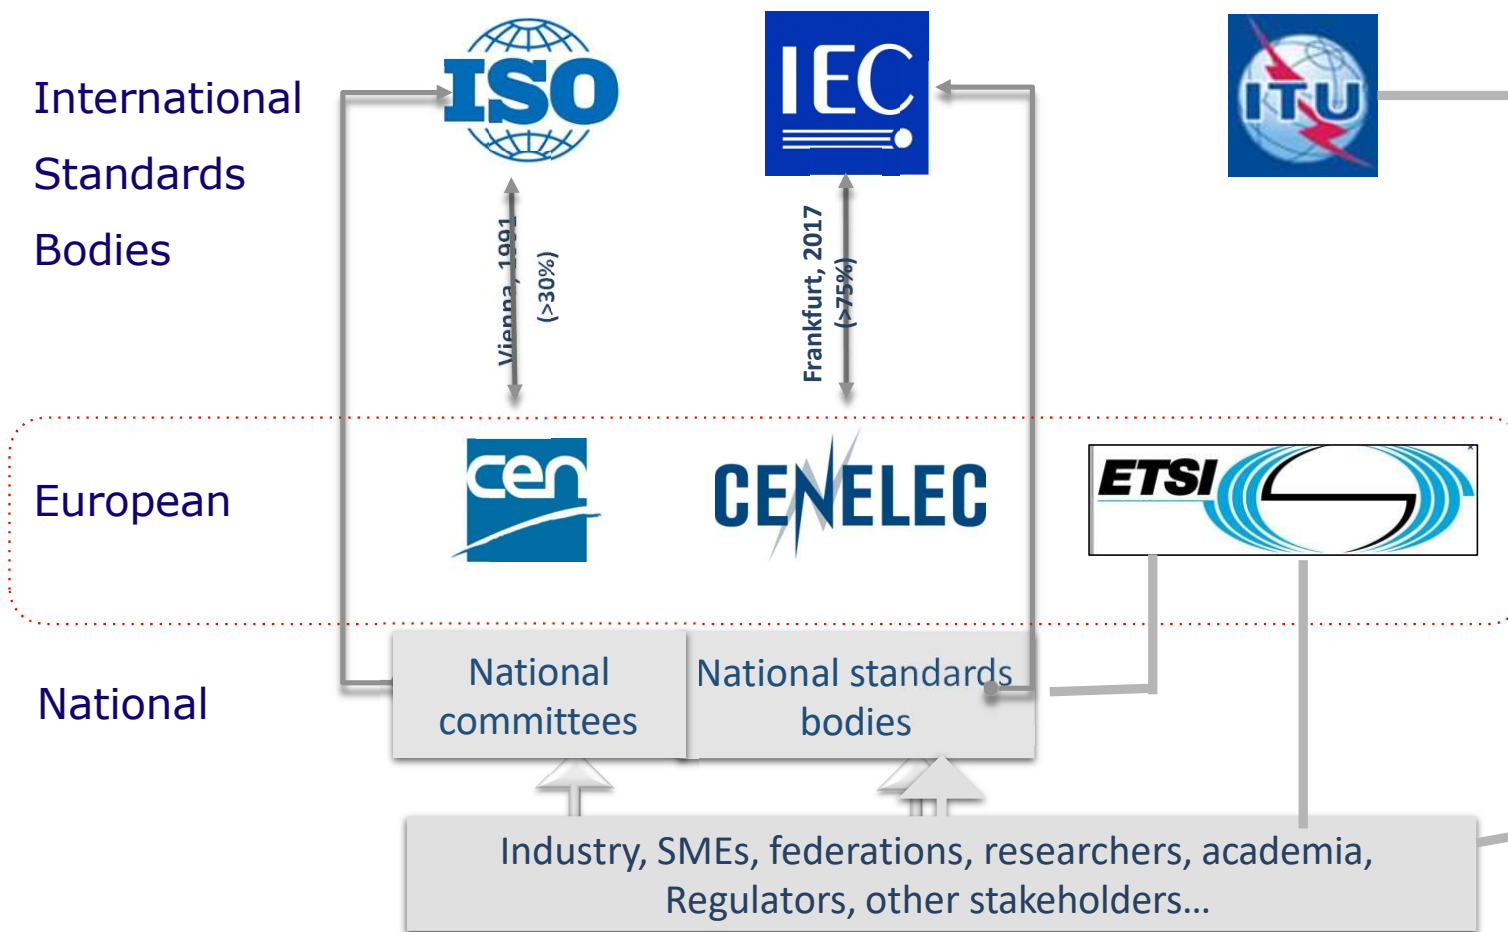 International
Standards
Bodies
ISO
IEC
ITU
Vienna, 1991
(>30%)
Frankfurt, 2017
(>75%)
European
cen
CENELEC
ETSI
National
National
committees
National standards
bodies
Industry, SMEs, federations, researchers, academia,
Regulators, other stakeholders...